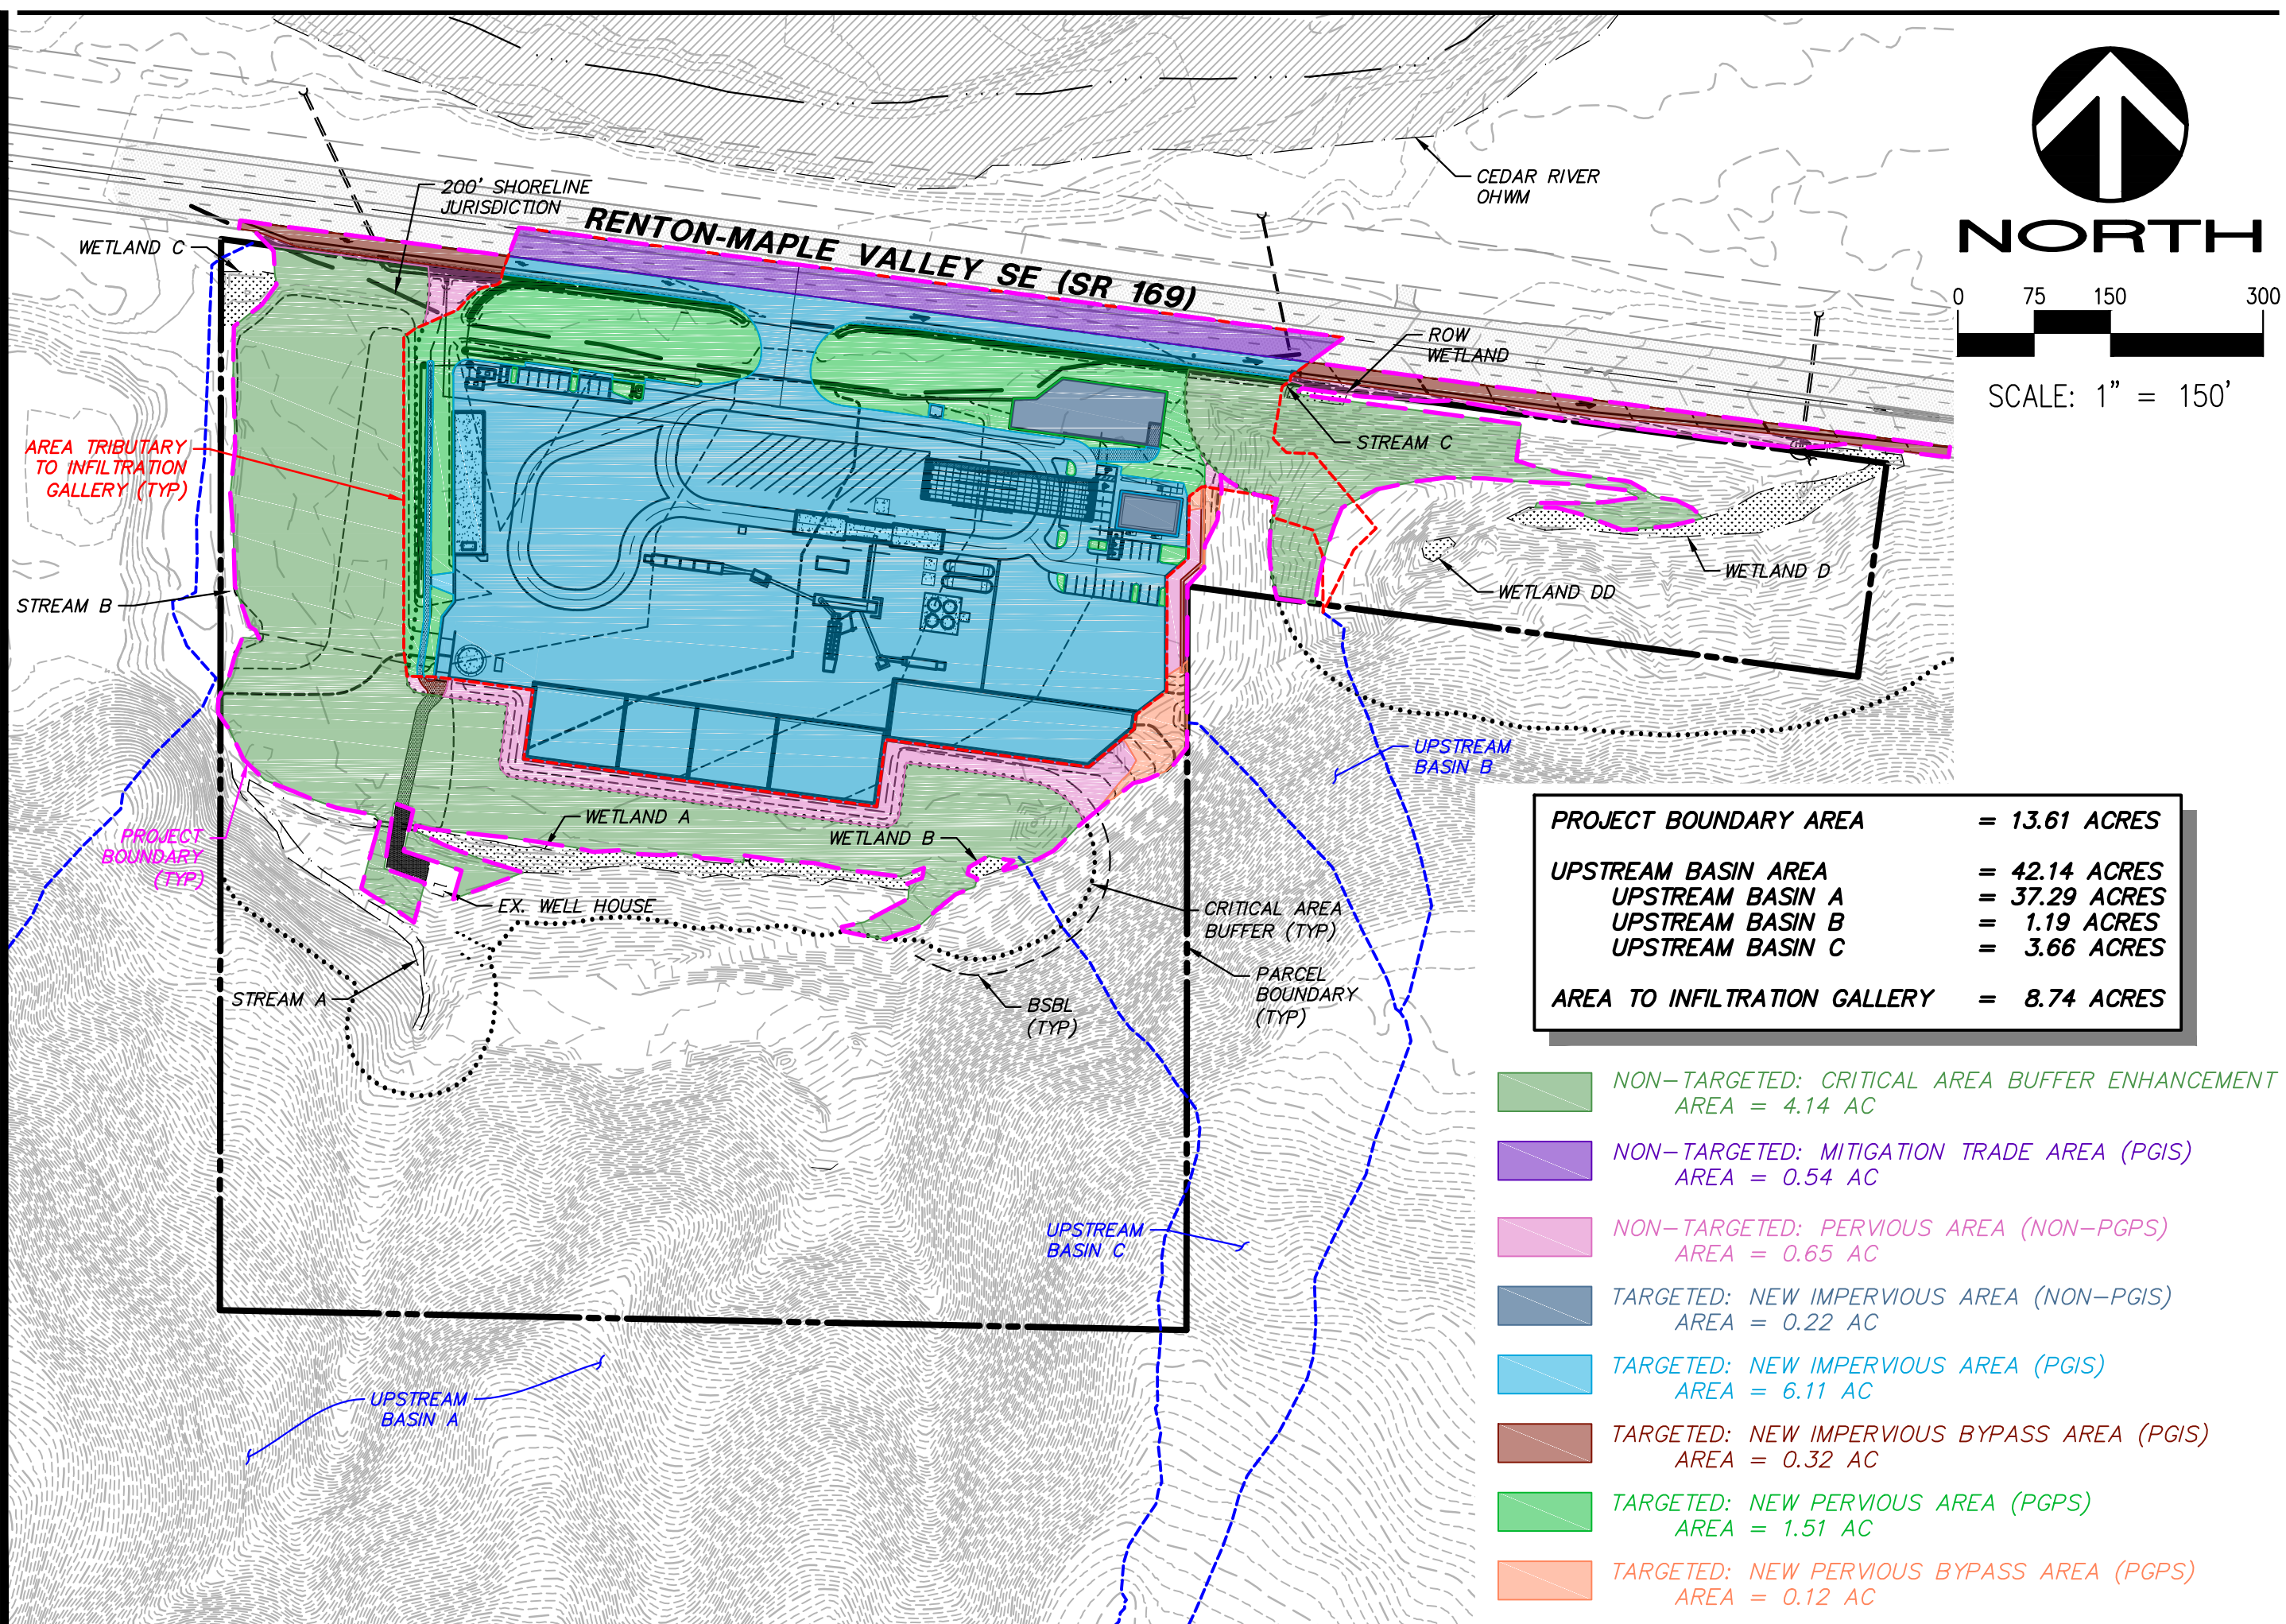 NORTH
0 75 150 300
SCALE: 1" = 150'
CEDAR RIVER
OHWM
200' SHORELINE
JURISDICTION
RENTON-MAPLE VALLEY SE (SR 169)
WETLAND C
ROW
WETLAND
STREAM C
AREA TRIBUTARY
TO INFILTRATION
GALLERY (TYP)
WETLAND D
WETLAND DD
STREAM B
UPSTREAM
BASIN B
PROJECT
BOUNDARY
(TYP)
WETLAND A
WETLAND B
EX. WELL HOUSE
CRITICAL AREA
BUFFER (TYP)
STREAM A
BSBL
(TYP)
PARCEL
BOUNDARY
(TYP)
UPSTREAM
BASIN C
UPSTREAM
BASIN A
PROJECT BOUNDARY AREA = 13.61 ACRES
UPSTREAM BASIN AREA = 42.14 ACRES
UPSTREAM BASIN A = 37.29 ACRES
UPSTREAM BASIN B = 1.19 ACRES
UPSTREAM BASIN C = 3.66 ACRES
AREA TO INFILTRATION GALLERY = 8.74 ACRES
NON-TARGETED: CRITICAL AREA BUFFER ENHANCEMENT
AREA = 4.14 AC
NON-TARGETED: MITIGATION TRADE AREA (PGIS)
AREA = 0.54 AC
NON-TARGETED: PERVIOUS AREA (NON-PGPS)
AREA = 0.65 AC
TARGETED: NEW IMPERVIOUS AREA (NON-PGIS)
AREA = 0.22 AC
TARGETED: NEW IMPERVIOUS AREA (PGIS)
AREA = 6.11 AC
TARGETED: NEW IMPERVIOUS BYPASS AREA (PGIS)
AREA = 0.32 AC
TARGETED: NEW PERVIOUS AREA (PGPS)
AREA = 1.51 AC
TARGETED: NEW PERVIOUS BYPASS AREA (PGPS)
AREA = 0.12 AC